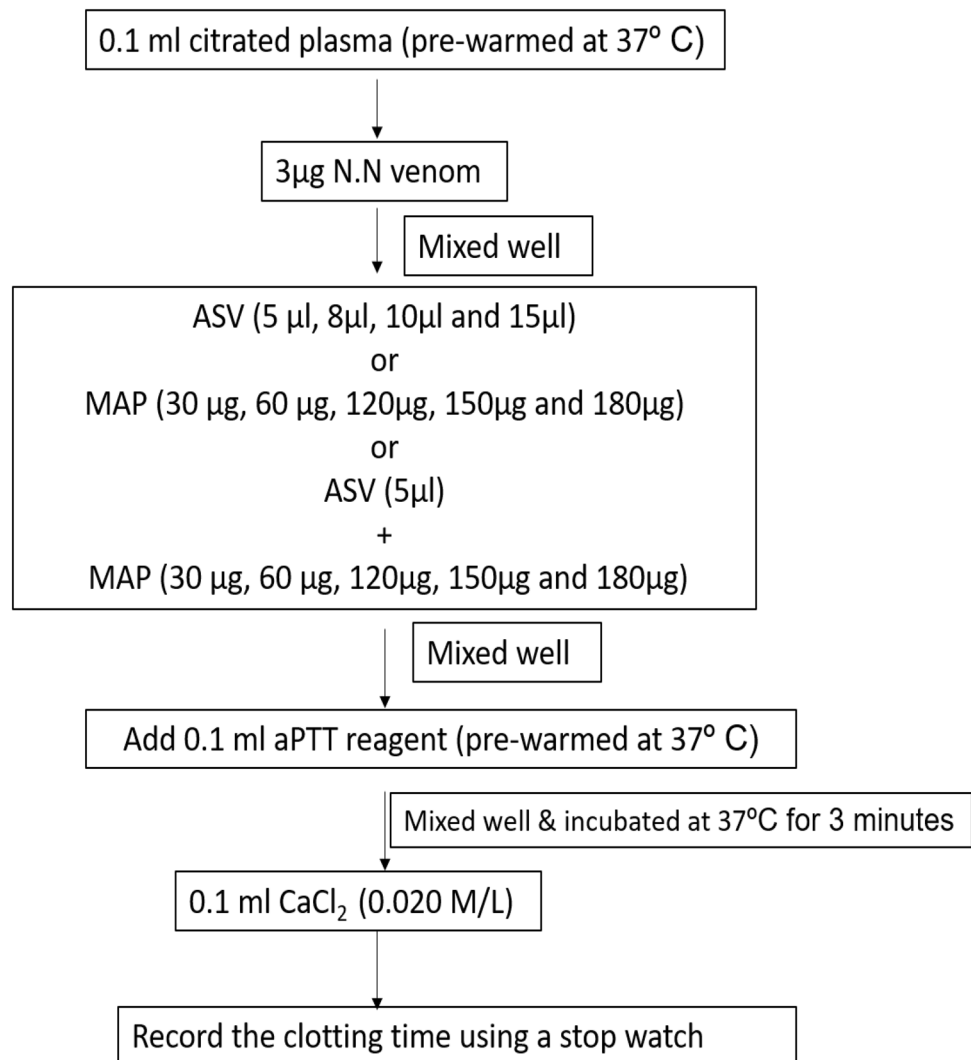 0.1 ml citrated plasma (pre-warmed at 37º C)
3µg N.N venom
Mixed well
ASV (5 µl, 8µl, 10µl and 15µl)
or
MAP (30 µg, 60 µg, 120µg, 150µg and 180µg)
or
ASV (5µl)
+
MAP (30 µg, 60 µg, 120µg, 150µg and 180µg)
Mixed well
Add 0.1 ml aPTT reagent (pre-warmed at 37º C)
Mixed well & incubated at 37ºC for 3 minutes
0.1 ml CaCl₂ (0.020 M/L)
Record the clotting time using a stop watch